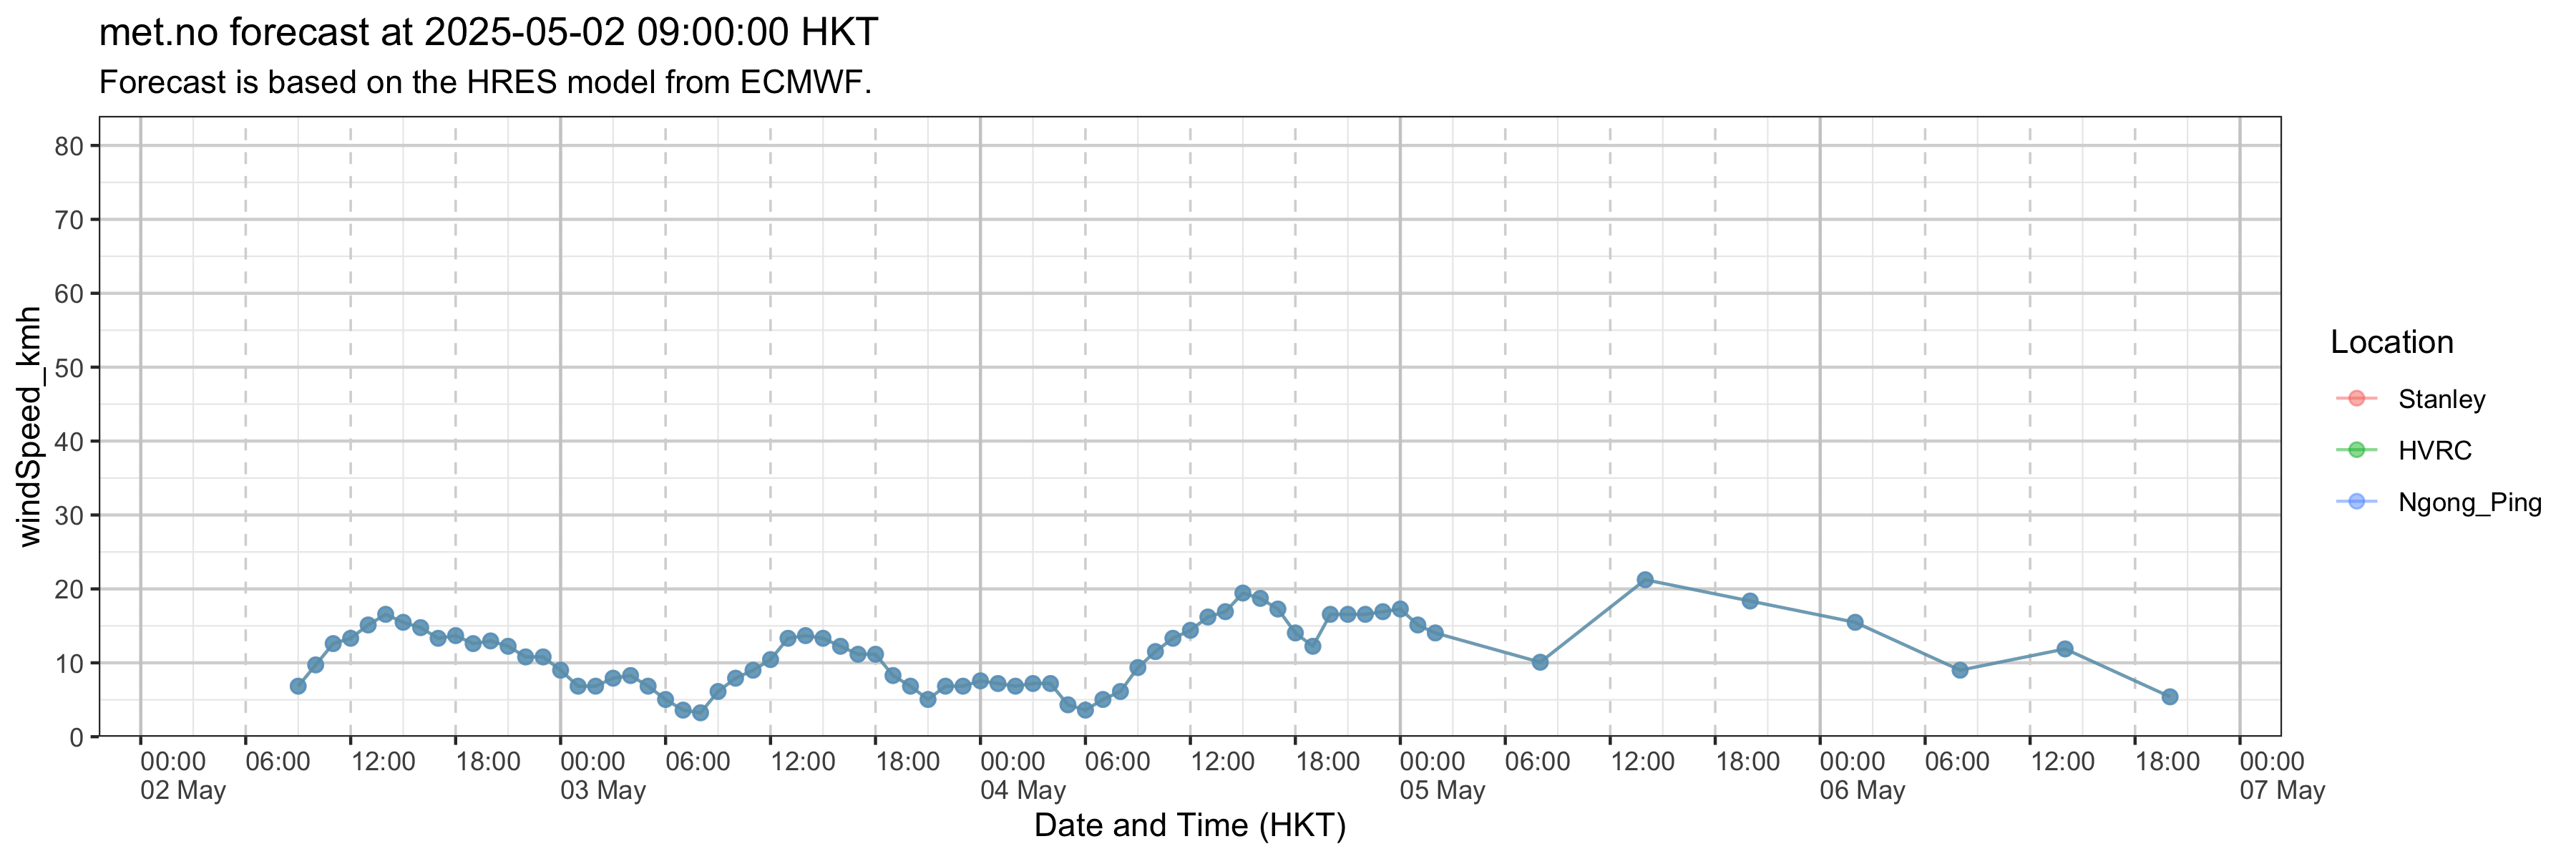 met.no forecast at 2025-05-02 09:00:00 HKT
Forecast is based on the HRES model from ECMWF.
windSpeed_kmh
80
70
60
50
40
30
20
10
0
00:00 06:00 12:00 18:00 00:00 06:00 12:00 18:00 00:00 06:00 12:00 18:00 00:00 06:00 12:00 18:00 00:00 06:00 12:00 18:00 00:00
02 May 03 May 04 May 05 May 06 May 07 May
Date and Time (HKT)
Location
Stanley
HVRC
Ngong_Ping